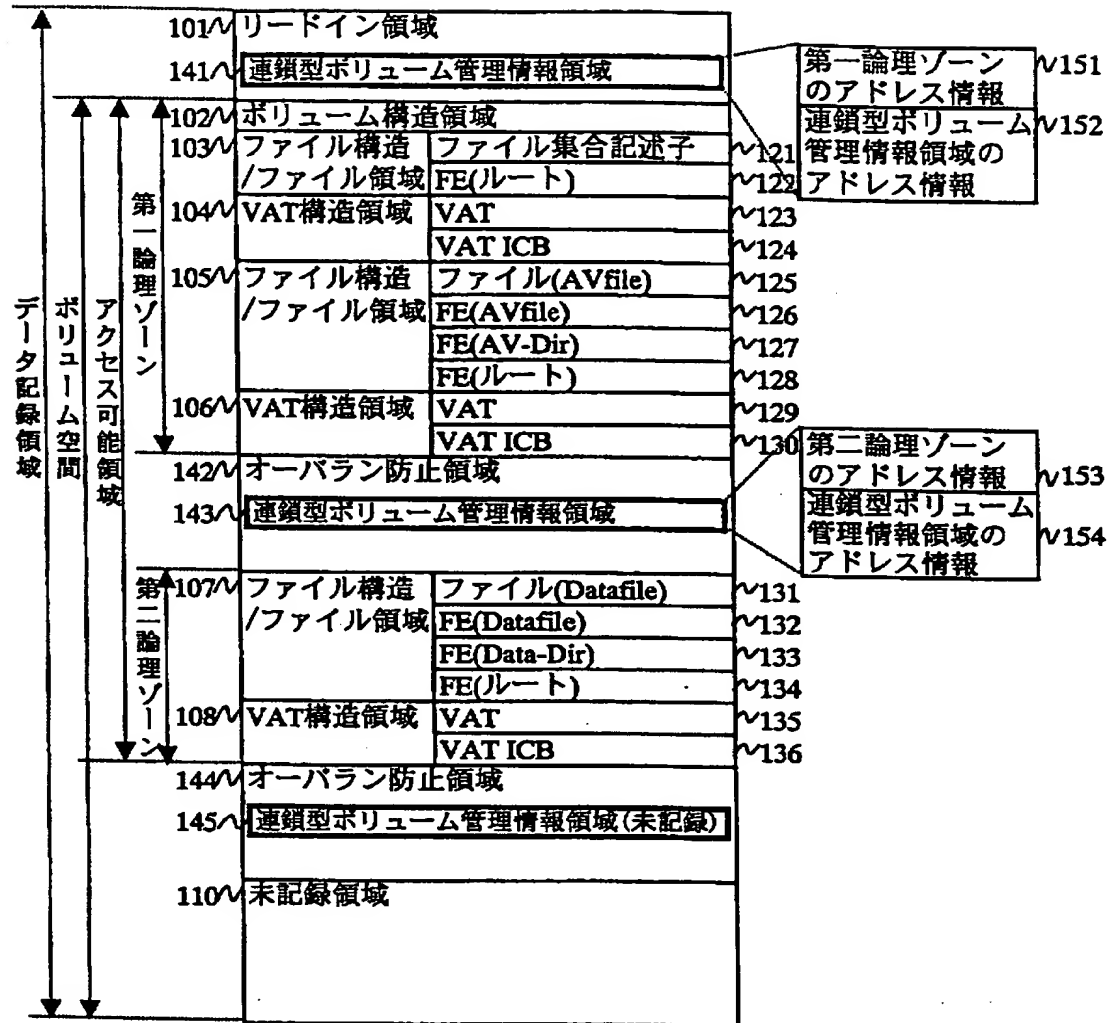 101 リードイン領域
141 連鎖型ボリューム管理情報領域
第一論理ゾーン 151
のアドレス情報
連鎖型ボリューム 152
管理情報領域の
アドレス情報
102 ボリューム構造領域
103 ファイル構造 ファイル集合記述子 121
/ファイル領域 FE(ルート) 122
104 VAT構造領域 VAT 123
VAT ICB 124
105 ファイル構造 ファイル(AVfile) 125
/ファイル領域 FE(AVfile) 126
FE(AV-Dir) 127
FE(ルート) 128
106 VAT構造領域 VAT 129
VAT ICB 130
142 オーバラン防止領域
143 連鎖型ボリューム管理情報領域
第二論理ゾーン
のアドレス情報 153
連鎖型ボリューム
管理情報領域の 154
アドレス情報
107 ファイル構造 ファイル(Datafile) 131
/ファイル領域 FE(Datafile) 132
FE(Data-Dir) 133
FE(ルート) 134
108 VAT構造領域 VAT 135
VAT ICB 136
144 オーバラン防止領域
145 連鎖型ボリューム管理情報領域(未記録)
110 未記録領域
データ記録領域
ボリューム空間
アクセス可能領域
第一論理ゾーン
第二論理ゾーン